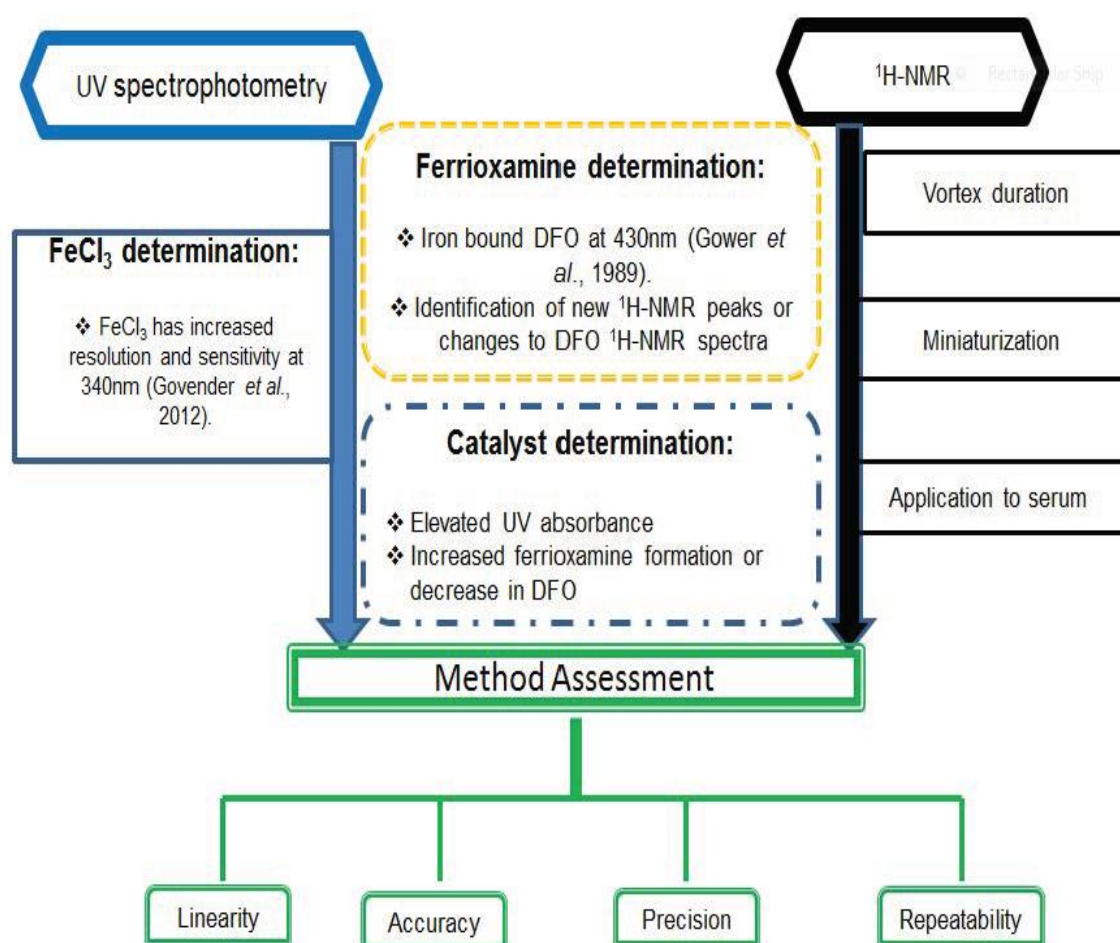 UV spectrophotometry
¹H-NMR
Ferrioxamine determination:
❖ Iron bound DFO at 430nm (Gower et
al., 1989).
❖ Identification of new ¹H-NMR peaks or
changes to DFO ¹H-NMR spectra
FeCl₃ determination:
❖ FeCl₃ has increased
resolution and sensitivity at
340nm (Govender et al.,
2012).
Vortex duration
Miniaturization
Application to serum
Catalyst determination:
❖ Elevated UV absorbance
❖ Increased ferrioxamine formation or
decrease in DFO
Method Assessment
Linearity
Accuracy
Precision
Repeatability